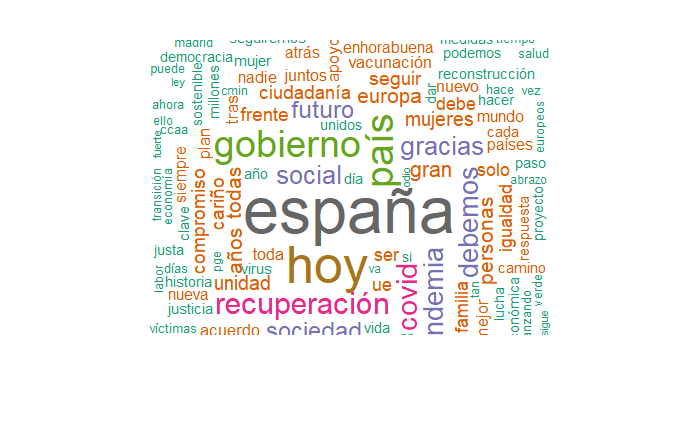 madrid
seguiremos
enhorabuena
medidas
tiempo
democracia
mujer
atrás
apoyo
podemos
salud
puede
nadie
juntos
vacunación
reconstrucción
ley
sostenible
millones
cmin
ciudadanía
seguir
dar
nuevo
hace
vez
ahora
tras
frente
futuro
europa
debe
hacer
europeos
ello
ccaa
plan
unidos
mujeres
mundo
fuerte
gobierno
país
gracias
cada
países
transición
economía
siempre
año
social
día
odio
gran
solo
paso
abrazo
clave
compromiso
cariño
todas
españa
debemos
personas
igualdad
respuesta
proyecto
justa
años
toda
hoy
ser
si
camino
labor
días
pge
virus
va
covid
historia
unidad
ue
ndemia
familia
tan
verde
nueva
recuperación
mejor
lucha
conómica
anzando
justicia
víctimas
acuerdo
sociedad
vida
sigue